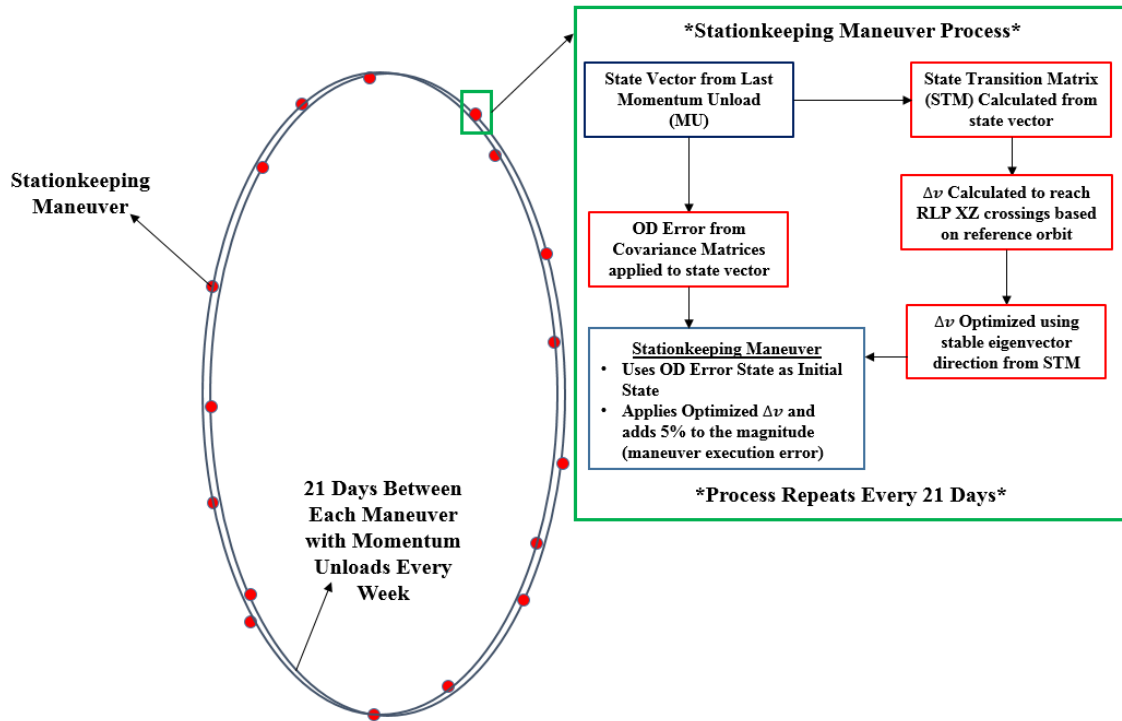 *Stationkeeping Maneuver Process*
State Vector from Last
Momentum Unload
(MU)
State Transition Matrix
(STM) Calculated from
state vector
Stationkeeping
Maneuver
OD Error from
Covariance Matrices
applied to state vector
Δv Calculated to reach
RLP XZ crossings based
on reference orbit
Stationkeeping Maneuver
• Uses OD Error State as Initial
State
• Applies Optimized Δv and
adds 5% to the magnitude
(maneuver execution error)
Δv Optimized using
stable eigenvector
direction from STM
21 Days Between
Each Maneuver
with Momentum
Unloads Every
Week
*Process Repeats Every 21 Days*